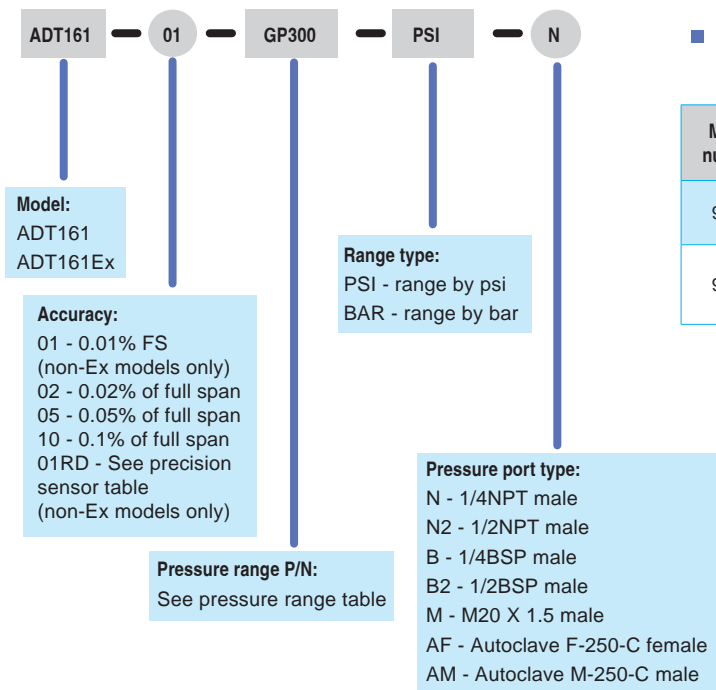 ADT161 01 GP300 PSI N
Model:
ADT161
ADT161Ex
Accuracy:
01 - 0.01% FS
(non-Ex models only)
02 - 0.02% of full span
05 - 0.05% of full span
10 - 0.1% of full span
01RD - See precision
sensor table
(non-Ex models only)
Pressure range P/N:
See pressure range table
Range type:
PSI - range by psi
BAR - range by bar
Pressure port type:
N - 1/4NPT male
N2 - 1/2NPT male
B - 1/4BSP male
B2 - 1/2BSP male
M - M20 X 1.5 male
AF - Autoclave F-250-C female
AM - Autoclave M-250-C male